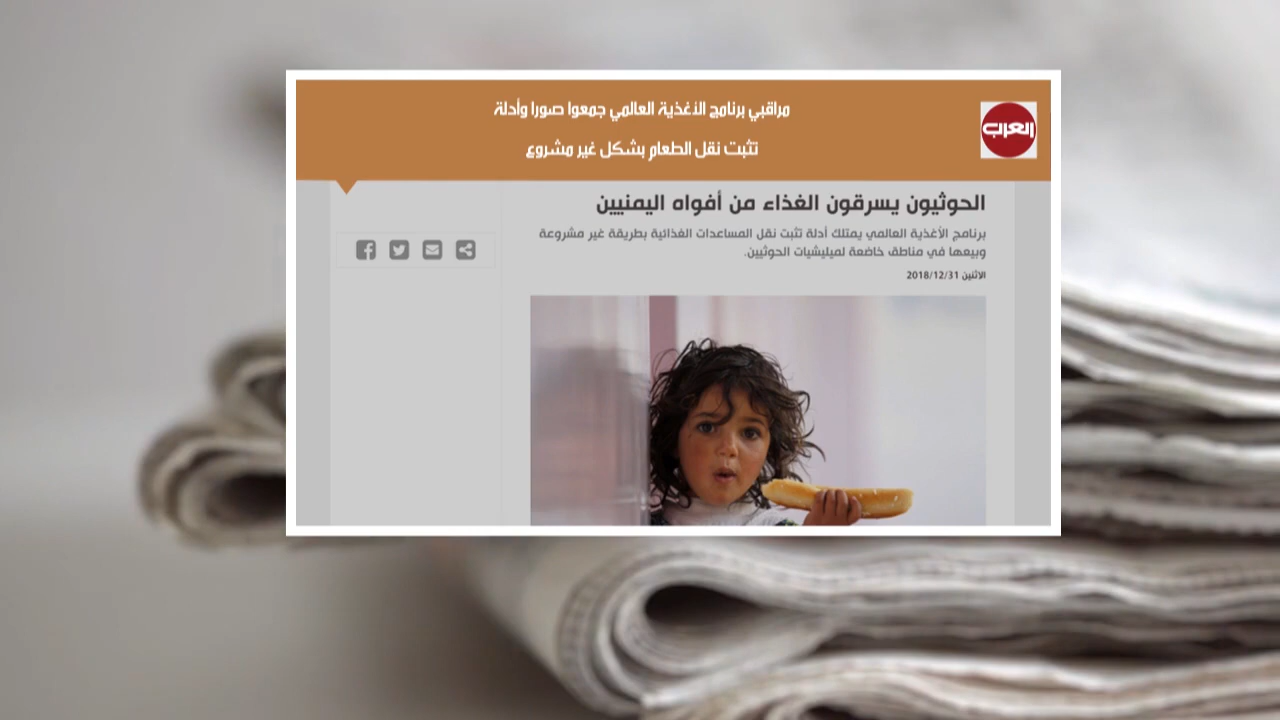 مراقبي برنامج الأغذية العالمي جمعوا صورا وأدلة
تثبت نقل الطعام بشكل غير مشروع
العرب
الحوثيون يسرقون الغذاء من أفواه اليمنيين
برنامج الأغذية العالمي يمتلك أدلة تثبت نقل المساعدات الغذائية بطريقة غير مشروعة
وبيعها في مناطق خاضعة لميليشيات الحوثيين.
الاثنين 2018/12/31